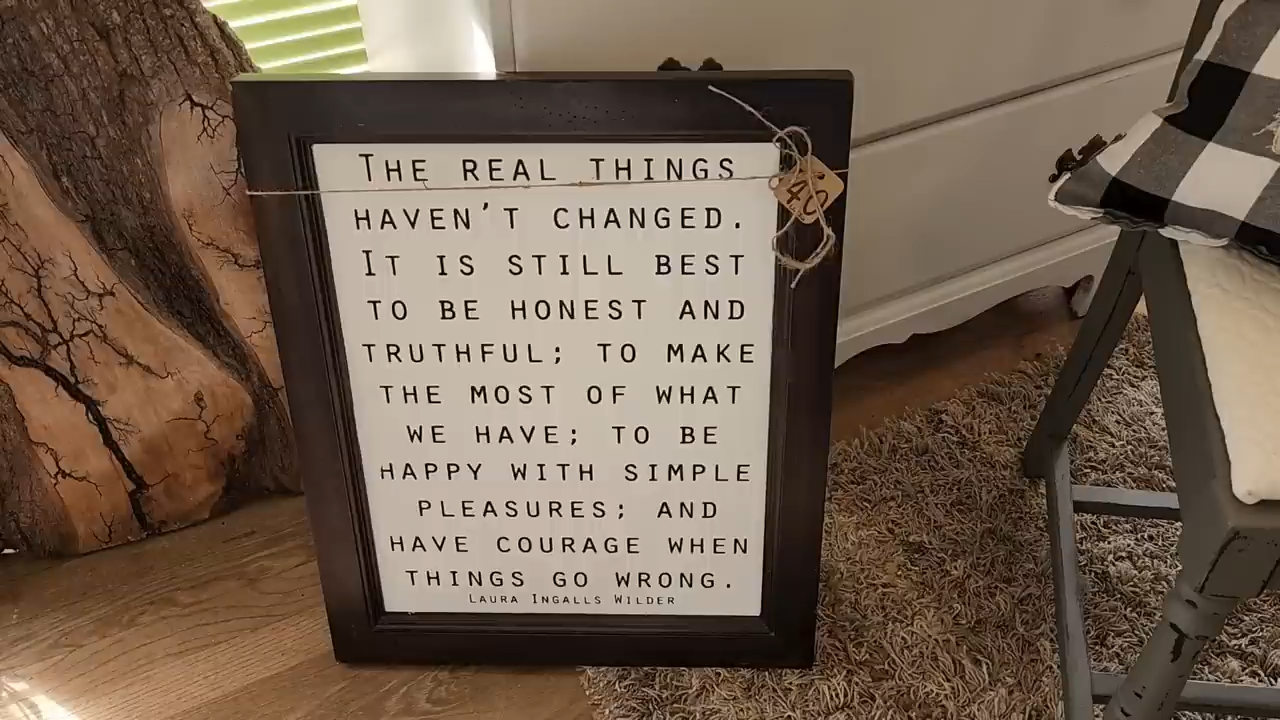 The real things
haven't changed.
It is still best
to be honest and
truthful; to make
the most of what
we have; to be
happy with simple
pleasures; and
have courage when
things go wrong.
Laura Ingalls Wilder
46